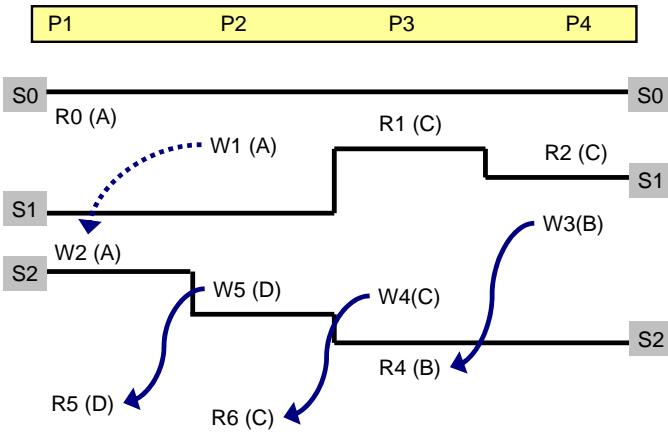 P1 P2 P3 P4
S0 S0
R0 (A)
R1 (C)
W1 (A)
R2 (C)
S1
S1
W3(B)
W2 (A)
S2
W5 (D)
W4(C)
S2
R4 (B)
R5 (D)
R6 (C)